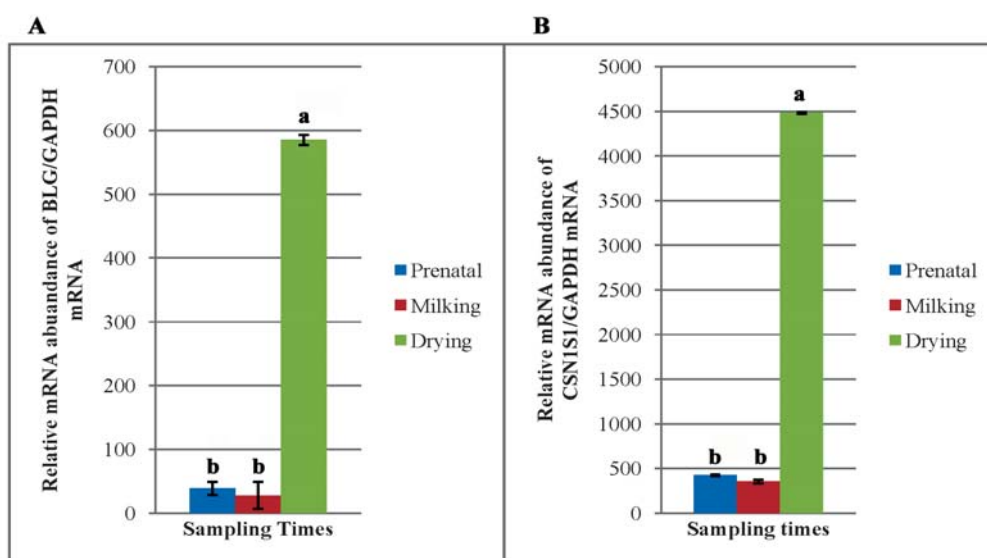 A
Relative mRNA abuandance of BLG/GAPDH
mRNA
700
600
500
400
300
200
100
0
a
b b
Sampling Times
Prenatal
Milking
Drying
B
Relative mRNA abundance of
CSN1S1/GAPDH mRNA
5000
4500
4000
3500
3000
2500
2000
1500
1000
500
0
a
b b
Sampling times
Prenatal
Milking
Drying